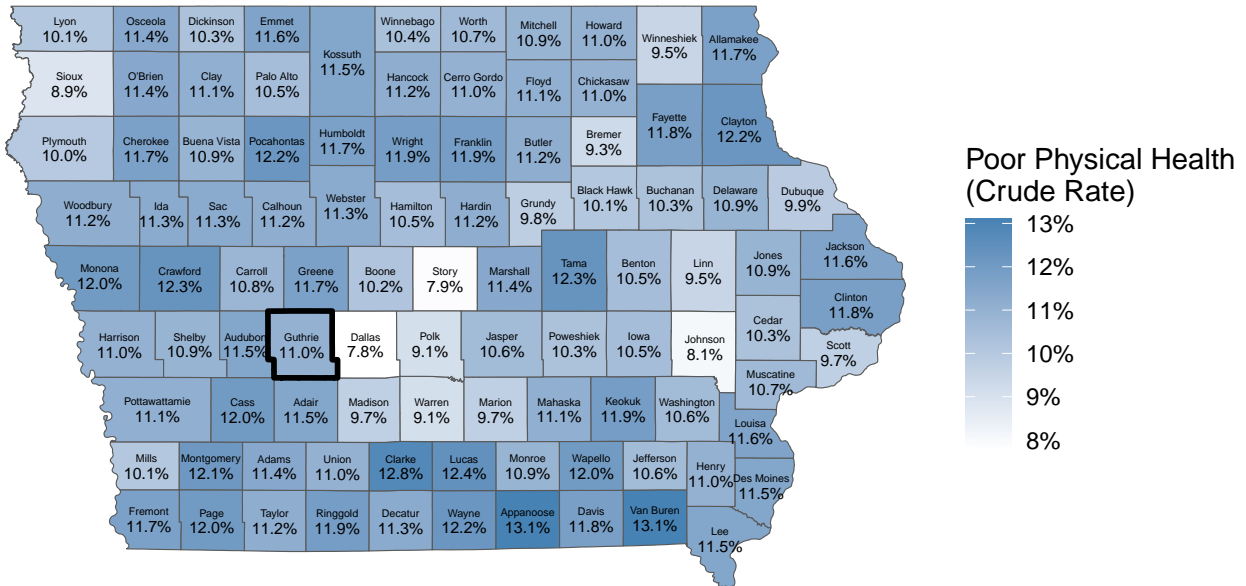 Lyon
10.1%
Osceola
11.4%
Dickinson
10.3%
Emmet
11.6%
Kossuth
11.5%
Winnebago
10.4%
Worth
10.7%
Mitchell
10.9%
Howard
11.0%
Winneshiek
9.5%
Allamakee
11.7%
Sioux
8.9%
O'Brien
11.4%
Clay
11.1%
Palo Alto
10.5%
Hancock
11.2%
Cerro Gordo
11.0%
Floyd
11.1%
Chickasaw
11.0%
Fayette
11.8%
Clayton
12.2%
Plymouth
10.0%
Cherokee
11.7%
Buena Vista
10.9%
Pocahontas
12.2%
Humboldt
11.7%
Wright
11.9%
Franklin
11.9%
Butler
11.2%
Bremer
9.3%
Woodbury
11.2%
Ida
11.3%
Sac
11.3%
Calhoun
11.2%
Webster
11.3%
Hamilton
10.5%
Hardin
11.2%
Grundy
9.8%
Black Hawk
10.1%
Buchanan
10.3%
Delaware
10.9%
Dubuque
9.9%
Monona
12.0%
Crawford
12.3%
Carroll
10.8%
Greene
11.7%
Boone
10.2%
Story
7.9%
Marshall
11.4%
Tama
12.3%
Benton
10.5%
Linn
9.5%
Jones
10.9%
Jackson
11.6%
Clinton
11.8%
Harrison
11.0%
Shelby
10.9%
Audubon
11.5%
Guthrie
11.0%
Dallas
7.8%
Polk
9.1%
Jasper
10.6%
Poweshiek
10.3%
Iowa
10.5%
Johnson
8.1%
Cedar
10.3%
Scott
9.7%
Muscatine
10.7%
Pottawattamie
11.1%
Cass
12.0%
Adair
11.5%
Madison
9.7%
Warren
9.1%
Marion
9.7%
Mahaska
11.1%
Keokuk
11.9%
Washington
10.6%
Louisa
11.6%
Mills
10.1%
Montgomery
12.1%
Adams
11.4%
Union
11.0%
Clarke
12.8%
Lucas
12.4%
Monroe
10.9%
Wapello
12.0%
Jefferson
10.6%
Henry
11.0%
Des Moines
11.5%
Fremont
11.7%
Page
12.0%
Taylor
11.2%
Ringgold
11.9%
Decatur
11.3%
Wayne
12.2%
Appanoose
13.1%
Davis
11.8%
Van Buren
13.1%
Lee
11.5%
Poor Physical Health
(Crude Rate)
13%
12%
11%
10%
9%
8%